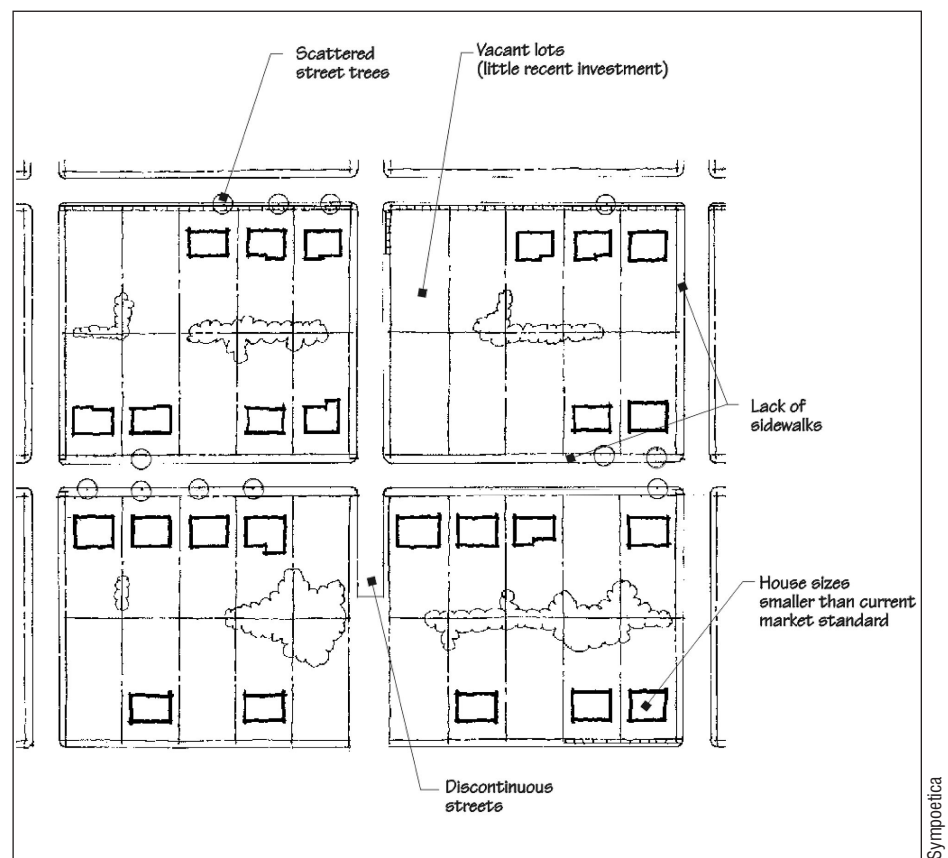 Scattered
street trees
Vacant lots
(little recent investment)
Lack of
sidewalks
House sizes
smaller than current
market standard
Discontinuous
streets
Sympoetica